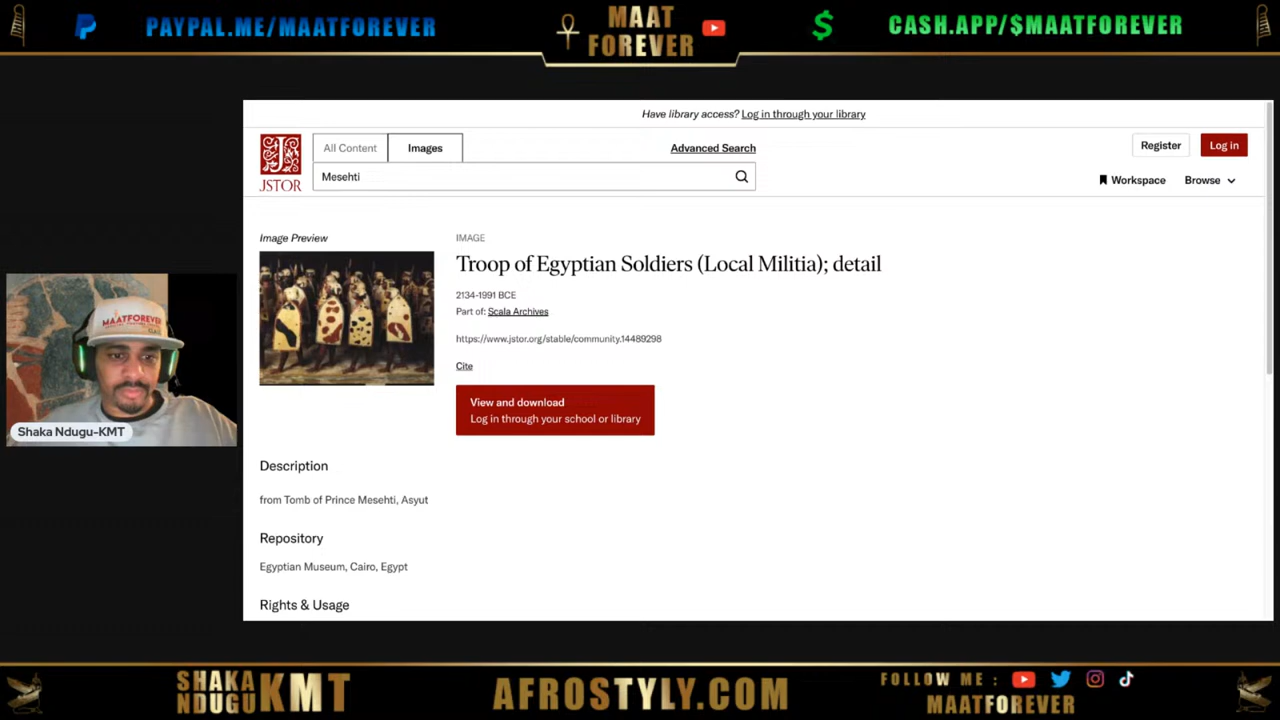 PAYPAL.ME/MAATFOREVER
MAAT
FOREVER
CASH.APP/$MAATFOREVER
Have library access? Log in through your library
JSTOR
All Content
Images
Advanced Search
Register
Log in
Mesehti
Workspace
Browse
Image Preview
IMAGE
Troop of Egyptian Soldiers (Local Militia); detail
2134-1991 BCE
Part of: Scala Archives
https://www.jstor.org/stable/community.14489298
Cite
View and download
Log in through your school or library
MAATFOREVER
Shaka Ndugu-KMT
Description
from Tomb of Prince Mesehti, Asyut
Repository
Egyptian Museum, Cairo, Egypt
Rights & Usage
SHAKA
NDUGU KMT
AFROSTYLY.COM
FOLLOW ME :
MAATFOREVER